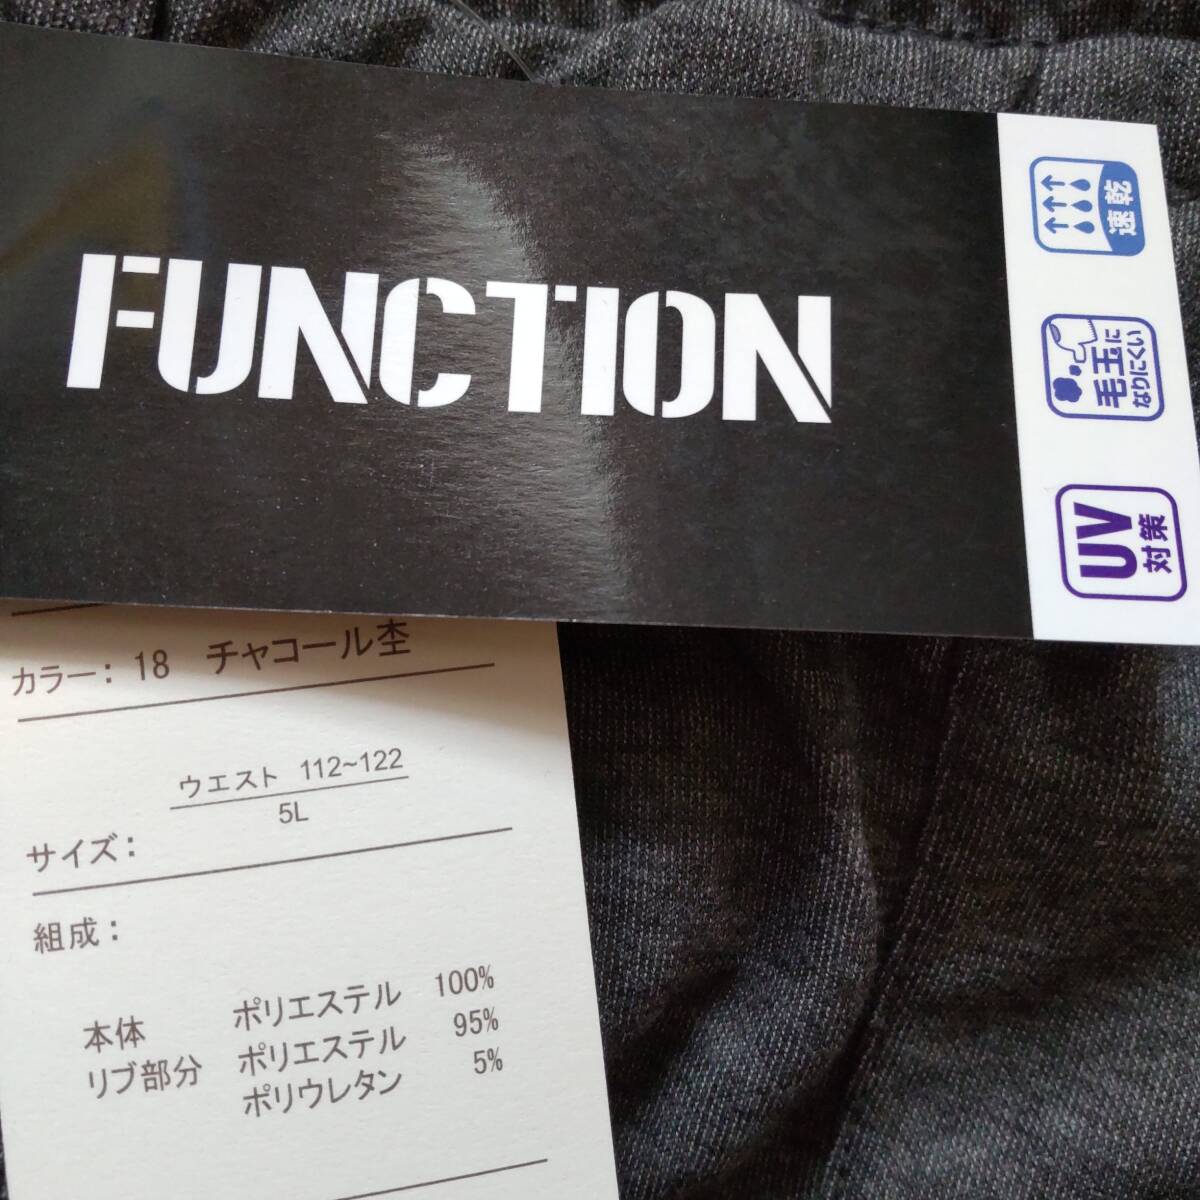 FUNCTION
速乾
毛玉に
なりにくい
UV
対策
カラー: 18 チャコール杢
ウエスト 112~122
5L
サイズ:
組成:
本体 ポリエステル 100%
リブ部分 ポリエステル 95%
ポリウレタン 5%